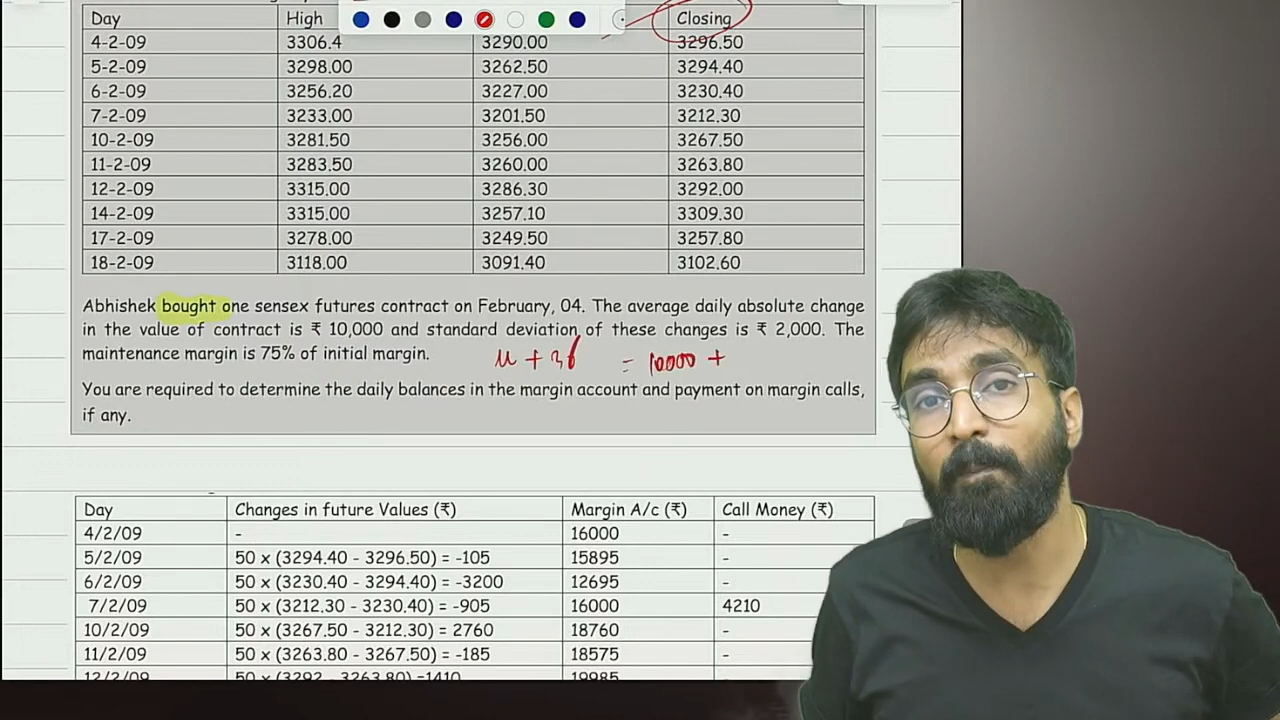 Day High Closing
4-2-09 3306.4 3290.00 3296.50
5-2-09 3298.00 3262.50 3294.40
6-2-09 3256.20 3227.00 3230.40
7-2-09 3233.00 3201.50 3212.30
10-2-09 3281.50 3256.00 3267.50
11-2-09 3283.50 3260.00 3263.80
12-2-09 3315.00 3286.30 3292.00
14-2-09 3315.00 3257.10 3309.30
17-2-09 3278.00 3249.50 3257.80
18-2-09 3118.00 3091.40 3102.60
Abhishek bought one sensex futures contract on February, 04. The average daily absolute change
in the value of contract is ₹ 10,000 and standard deviation of these changes is ₹ 2,000. The
maintenance margin is 75% of initial margin.
μ + 3σ = 10000 +
You are required to determine the daily balances in the margin account and payment on margin calls,
if any.
Day Changes in future Values (₹) Margin A/c (₹) Call Money (₹)
4/2/09 - 16000 -
5/2/09 50 x (3294.40 - 3296.50) = -105 15895 -
6/2/09 50 x (3230.40 - 3294.40) = -3200 12695 -
7/2/09 50 x (3212.30 - 3230.40) = -905 16000 4210
10/2/09 50 x (3267.50 - 3212.30) = 2760 18760 -
11/2/09 50 x (3263.80 - 3267.50) = -185 18575 -
12/2/09 50 x (3292 - 3263.80) =1410 19985